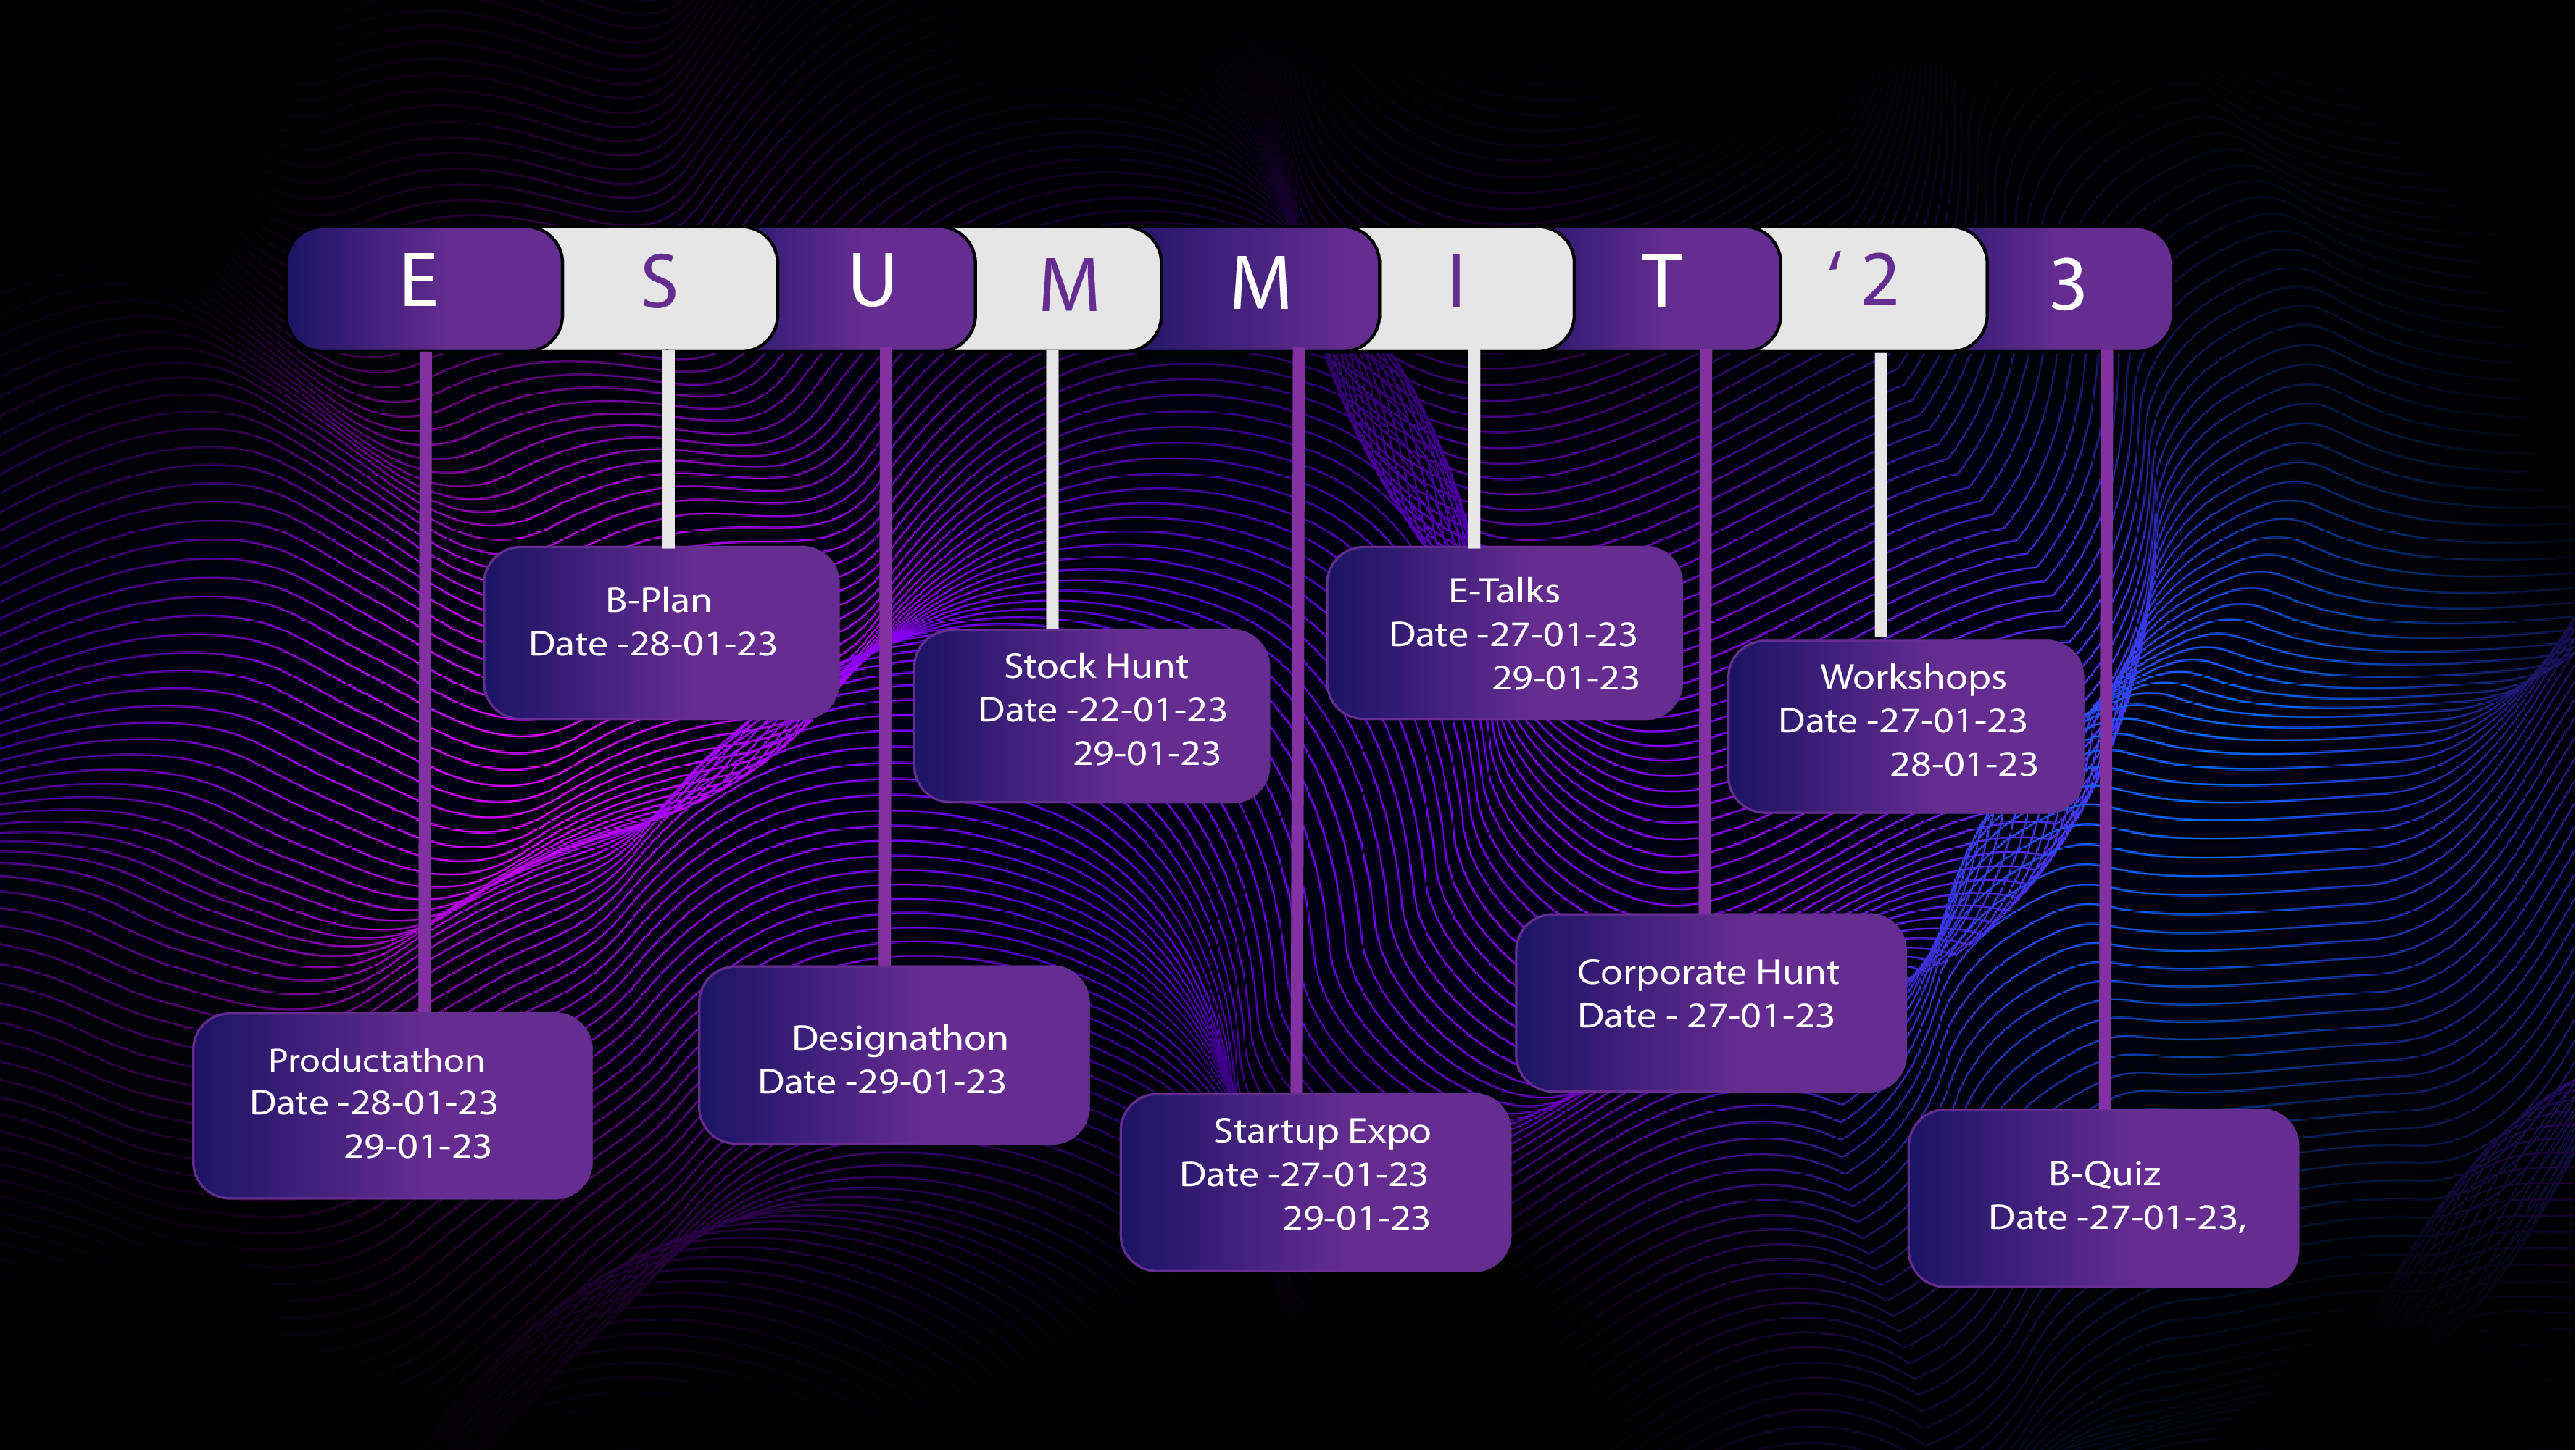 E S U M M I T ‘ 2 3
B-Plan
Date -28-01-23
E-Talks
Date -27-01-23
29-01-23
Stock Hunt
Date -22-01-23
29-01-23
Workshops
Date -27-01-23
28-01-23
Corporate Hunt
Date - 27-01-23
Designathon
Date -29-01-23
Productathon
Date -28-01-23
29-01-23
Startup Expo
Date -27-01-23
29-01-23
B-Quiz
Date -27-01-23,